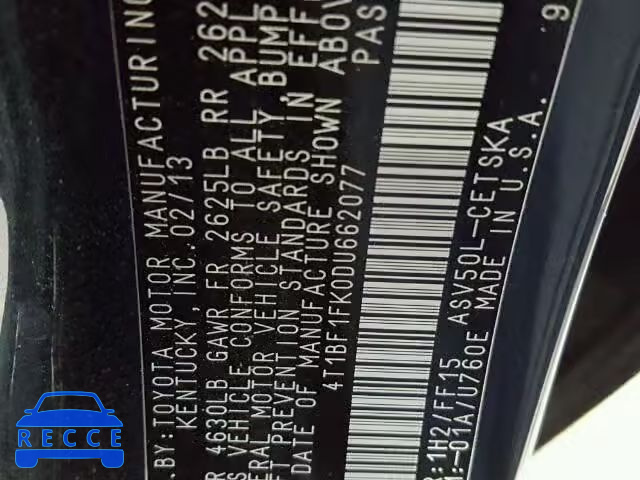 . BY: TOYOTA MOTOR MANUFACTURING
KENTUCKY, INC. 02/13
R 4630LB GAWR FR 2625LB RR 262
S VEHICLE CONFORMS TO ALL APPL
ERAL MOTOR VEHICLE SAFETY, BUMP
FT PREVENTION STANDARDS IN EFF
DATE OF MANUFACTURE SHOWN ABOV
4T1BF1FK0DU662077 PAS
R:1H2/FF15 ASV50L-CETSKA
M:-01A/U760E MADE IN U.S.A.
9
RECCE